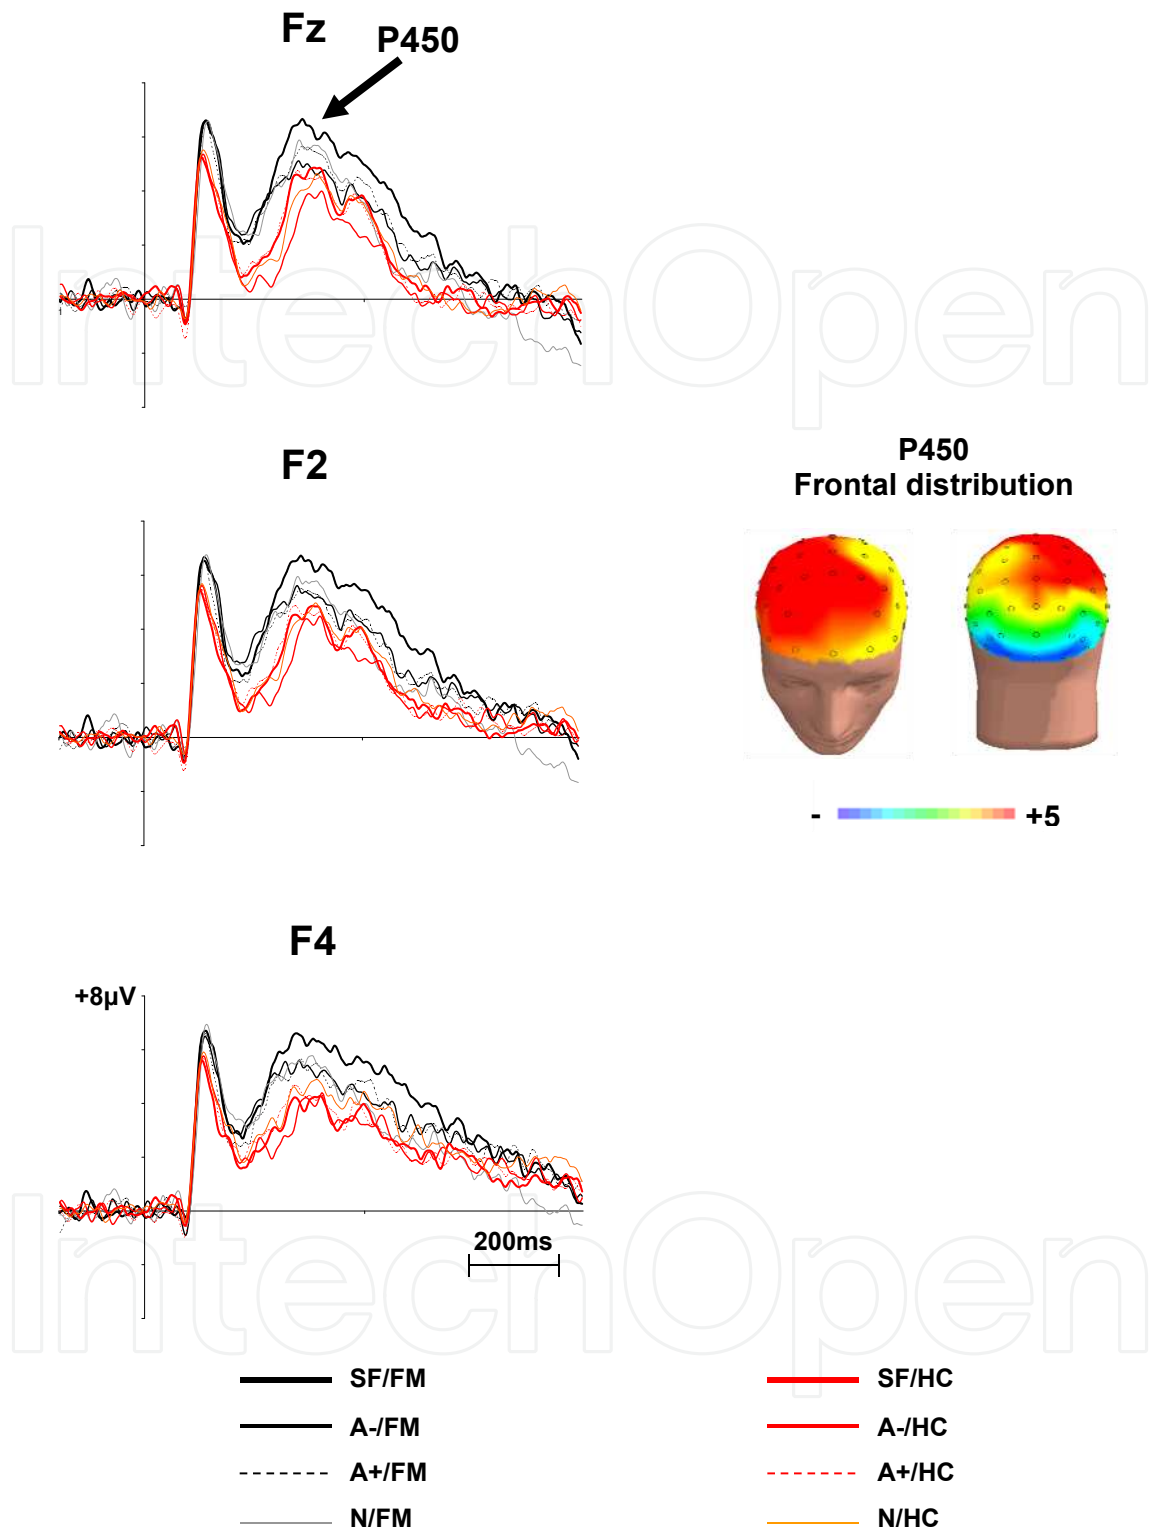 Fz
P450
F2
P450
Frontal distribution
- +5
F4
+8µV
200ms
SF/FM
SF/HC
A-/FM
A-/HC
A+/FM
A+/HC
N/FM
N/HC
IntechOpen
IntechOpen